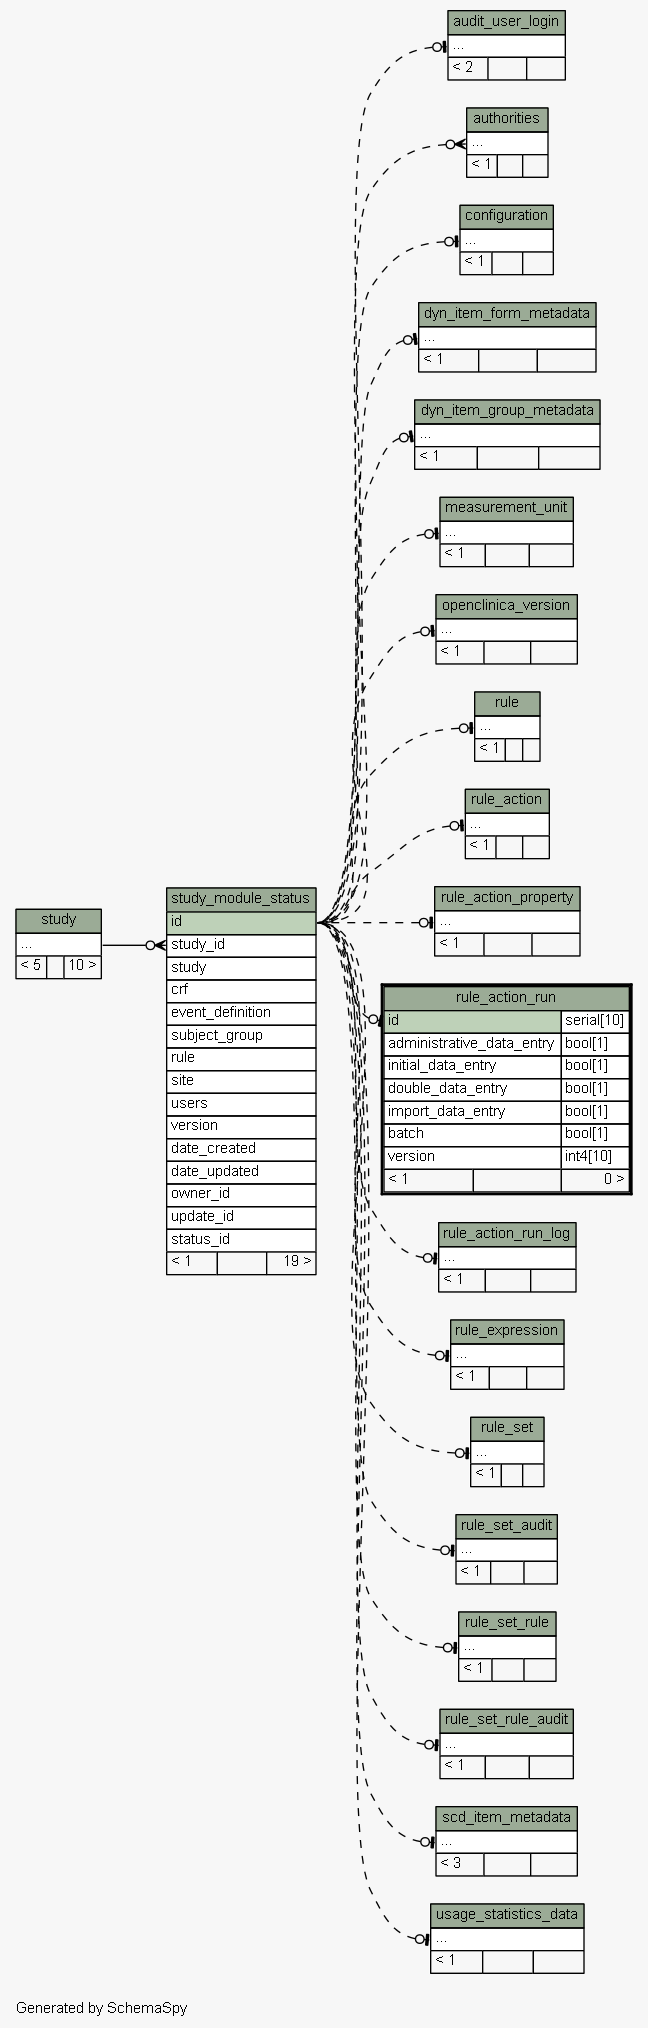 audit_user_login
...
< 2
authorities
...
< 1
configuration
...
< 1
dyn_item_form_metadata
...
< 1
dyn_item_group_metadata
...
< 1
measurement_unit
...
< 1
openclinica_version
...
< 1
rule
...
< 1
rule_action
...
< 1
study
...
< 5 10 >
study_module_status
id
study_id
study
crf
event_definition
subject_group
rule
site
users
version
date_created
date_updated
owner_id
update_id
status_id
< 1 19 >
rule_action_property
...
< 1
rule_action_run
id serial[10]
administrative_data_entry bool[1]
initial_data_entry bool[1]
double_data_entry bool[1]
import_data_entry bool[1]
batch bool[1]
version int4[10]
< 1 0 >
rule_action_run_log
...
< 1
rule_expression
...
< 1
rule_set
...
< 1
rule_set_audit
...
< 1
rule_set_rule
...
< 1
rule_set_rule_audit
...
< 1
scd_item_metadata
...
< 3
usage_statistics_data
...
< 1
Generated by SchemaSpy